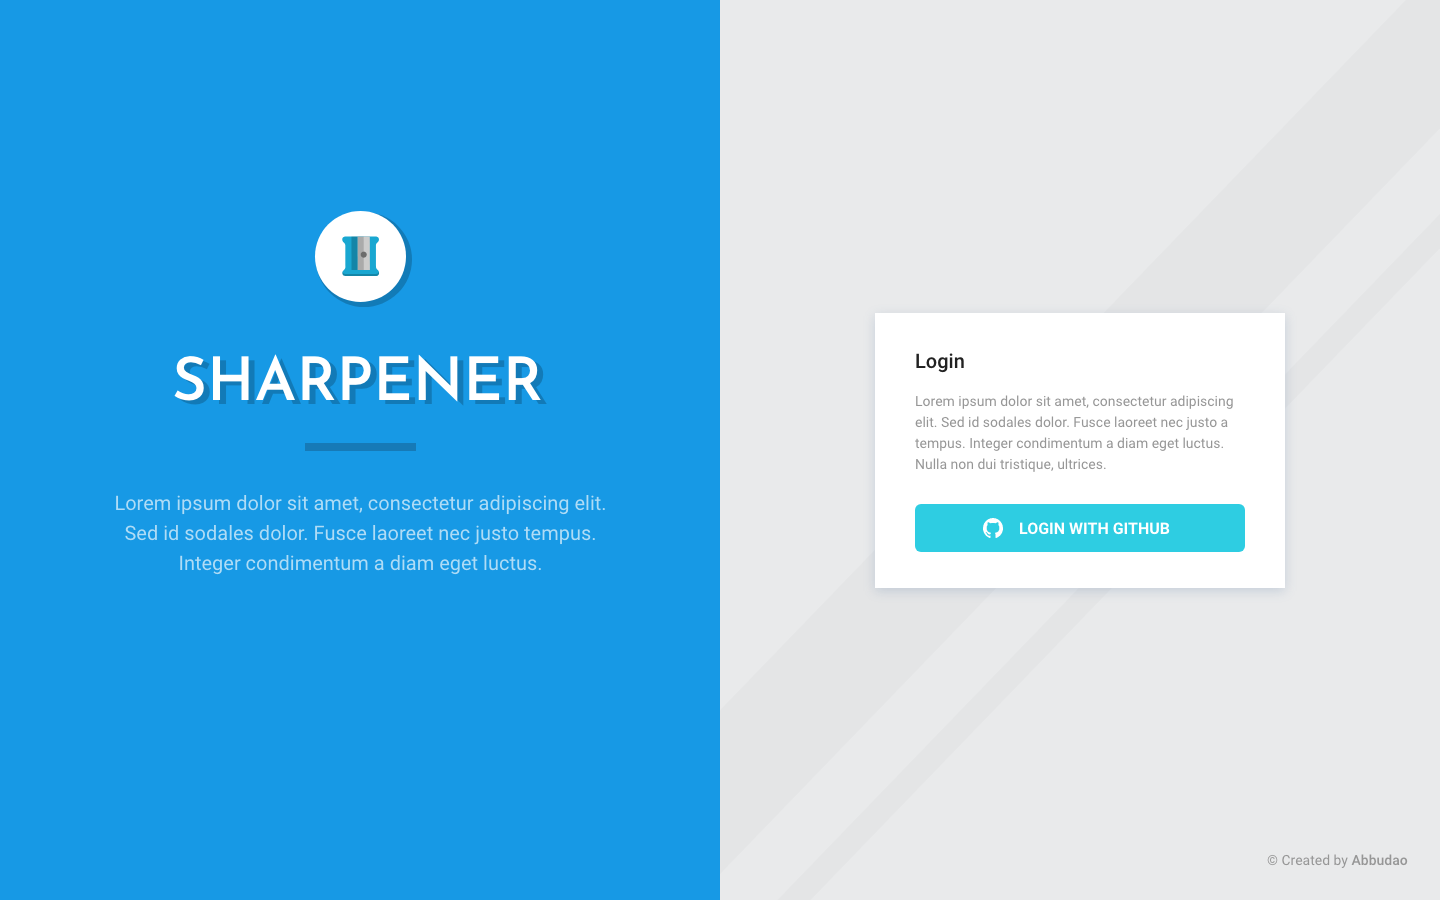 SHARPENER
Lorem ipsum dolor sit amet, consectetur adipiscing elit.
Sed id sodales dolor. Fusce laoreet nec justo tempus.
Integer condimentum a diam eget luctus.
Login
Lorem ipsum dolor sit amet, consectetur adipiscing
elit. Sed id sodales dolor. Fusce laoreet nec justo a
tempus. Integer condimentum a diam eget luctus.
Nulla non dui tristique, ultrices.
LOGIN WITH GITHUB
© Created by Abbudao